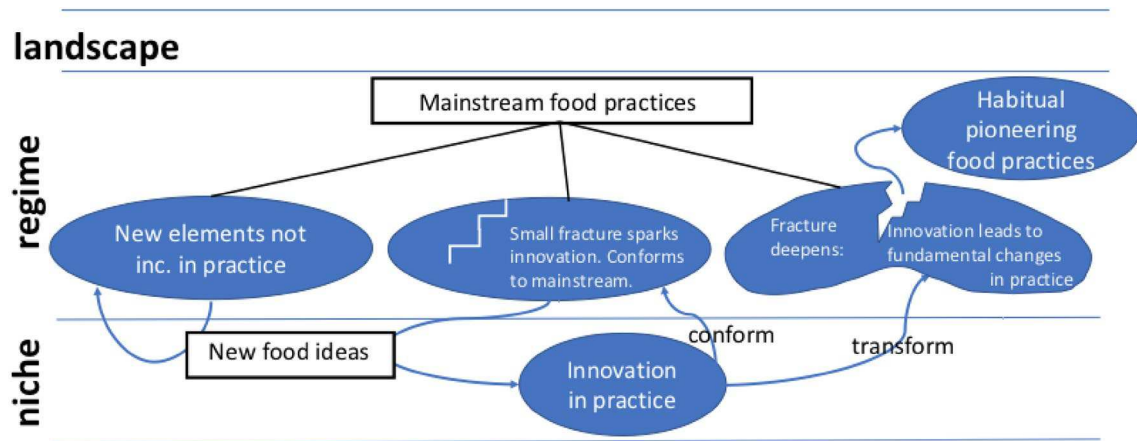 landscape
Mainstream food practices
Habitual
pioneering
food practices
regime
New elements not
inc. in practice
Small fracture sparks
innovation. Conforms
to mainstream.
Fracture
deepens:
Innovation leads to
fundamental changes
in practice
niche
New food ideas
conform
transform
Innovation
in practice